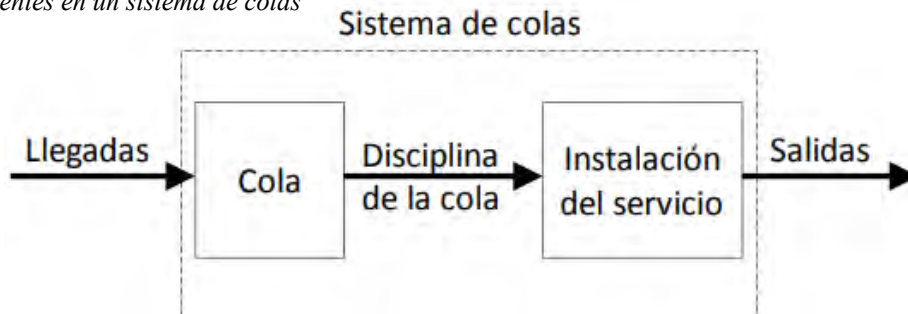 entes en un sistema de colas
Sistema de colas
Llegadas
Cola
Disciplina
de la cola
Instalación
del servicio
Salidas